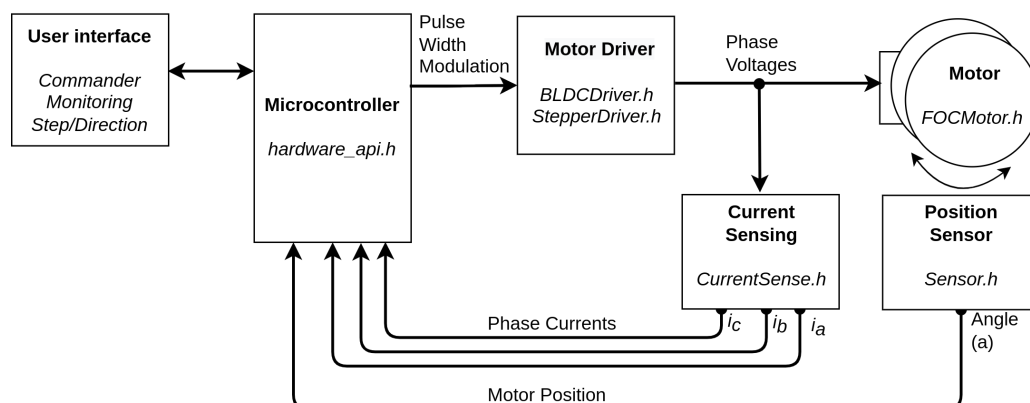 User interface
Commander
Monitoring
Step/Direction
Microcontroller
hardware_api.h
Pulse
Width
Modulation
Motor Driver
BLDCDriver.h
StepperDriver.h
Phase
Voltages
Motor
FOCMotor.h
Current
Sensing
CurrentSense.h
Position
Sensor
Sensor.h
ic
ib
ia
Angle
(a)
Phase Currents
Motor Position